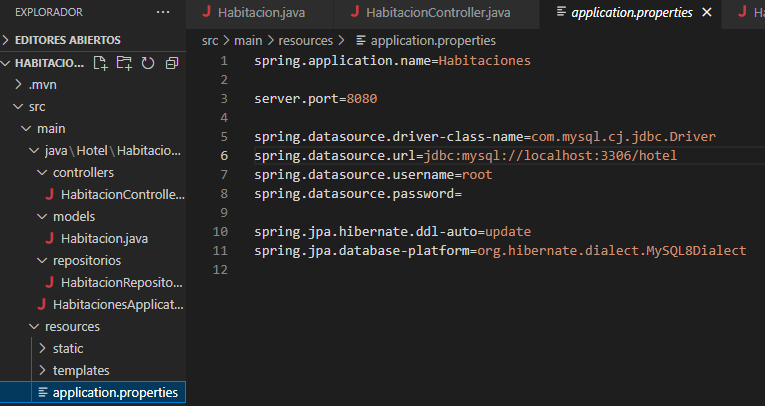 EXPLORADOR ...
EDITORES ABIERTOS
HABITACIO...
.mvn
src
main
java\Hotel\Habitacio...
controllers
J HabitacionControlle...
models
J Habitacion.java
repositorios
J HabitacionReposito...
J HabitacionesApplicat...
resources
static
templates
application.properties
J Habitacion.java
J HabitacionController.java
application.properties
J Ha
src > main > resources > application.properties
1 spring.application.name=Habitaciones
2
3 server.port=8080
4
5 spring.datasource.driver-class-name=com.mysql.cj.jdbc.Driver
6 spring.datasource.url=jdbc:mysql://localhost:3306/hotel
7 spring.datasource.username=root
8 spring.datasource.password=
9
10 spring.jpa.hibernate.ddl-auto=update
11 spring.jpa.database-platform=org.hibernate.dialect.MySQL8Dialect
12